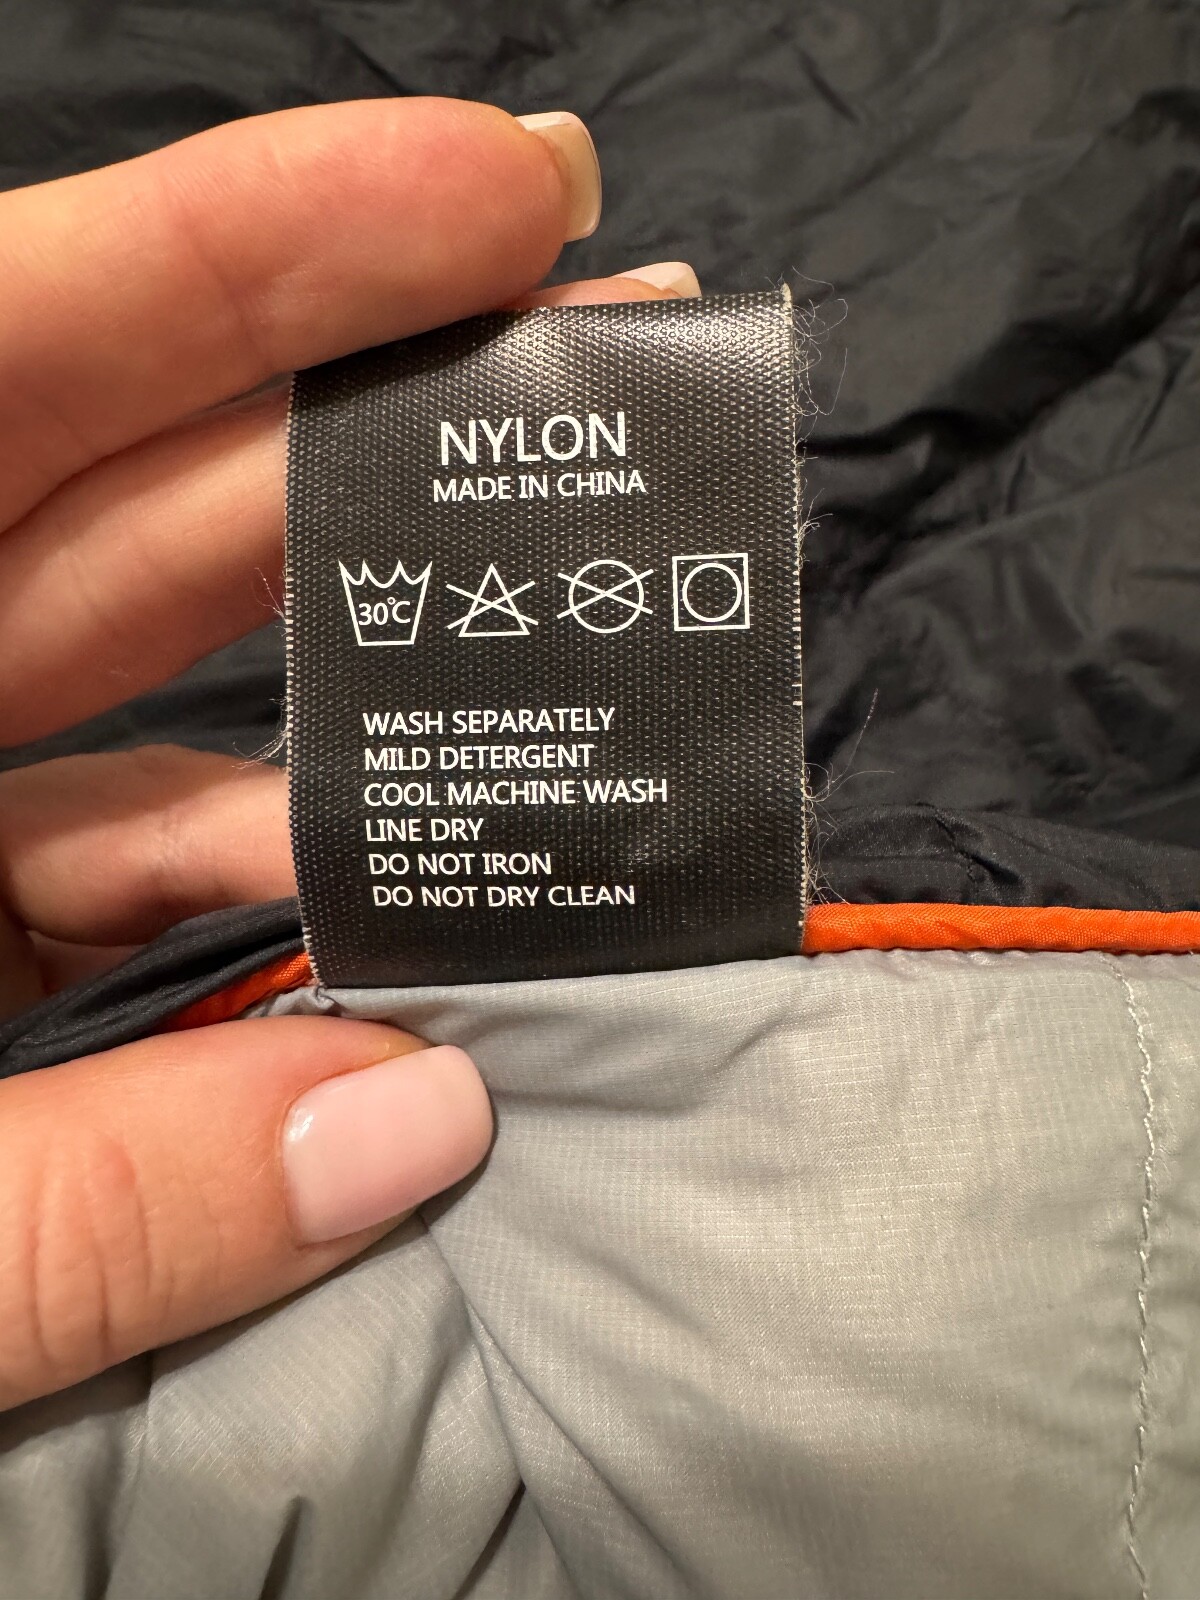 NYLON
MADE IN CHINA
30°C
WASH SEPARATELY
MILD DETERGENT
COOL MACHINE WASH
LINE DRY
DO NOT IRON
DO NOT DRY CLEAN